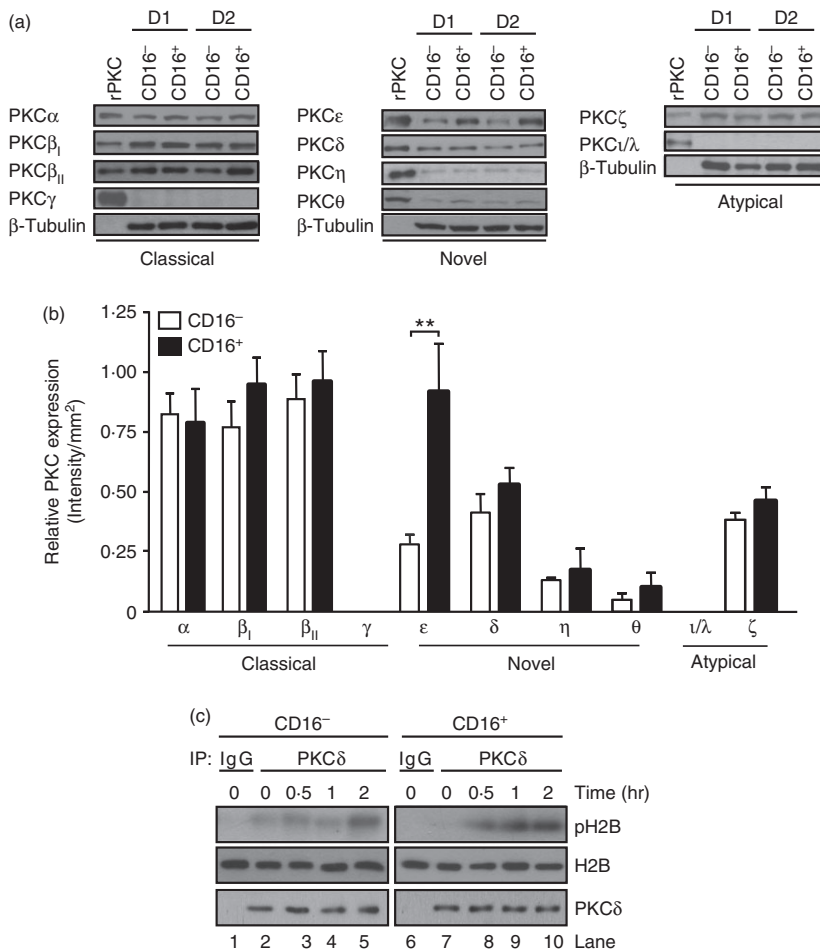 (a)
D1 D2
rPKC CD16⁻ CD16⁺ CD16⁻ CD16⁺
PKCα
PKCβI
PKCβII
PKCγ
β-Tubulin
Classical
D1 D2
rPKC CD16⁻ CD16⁺ CD16⁻ CD16⁺
PKCε
PKCδ
PKCη
PKCθ
β-Tubulin
Novel
D1 D2
rPKC CD16⁻ CD16⁺ CD16⁻ CD16⁺
PKCζ
PKCι/λ
β-Tubulin
Atypical
(b)
Relative PKC expression
(Intensity/mm²)
1·25
1·00
0·75
0·50
0·25
0
CD16⁻
CD16⁺
**
α βI βII γ ε δ η θ ι/λ ζ
Classical Novel Atypical
(c)
CD16⁻ CD16⁺
IP: IgG PKCδ IgG PKCδ
0 0 0·5 1 2 0 0 0·5 1 2 Time (hr)
pH2B
H2B
PKCδ
1 2 3 4 5 6 7 8 9 10 Lane